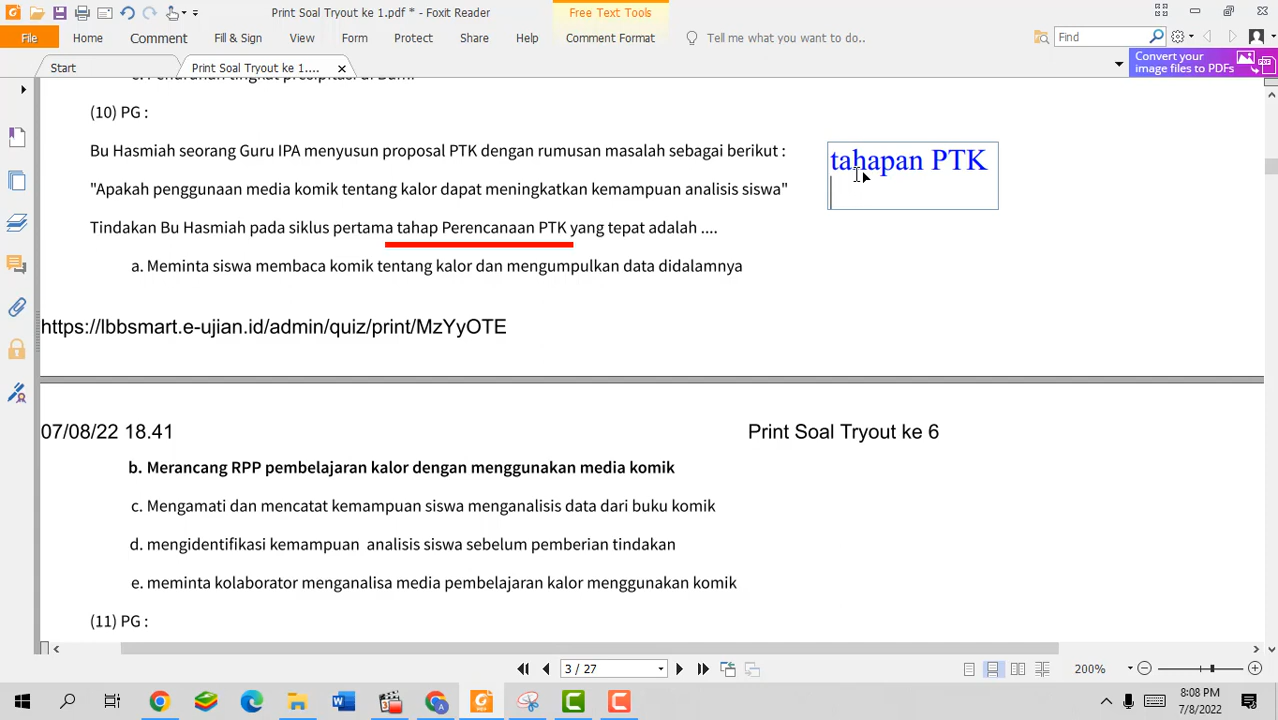 Print Soal Tryout ke 1.pdf * - Foxit Reader
Free Text Tools
File
Home
Comment
Fill & Sign
View
Form
Protect
Share
Help
Comment Format
Tell me what you want to do...
Find
Start
Print Soal Tryout ke 1....
Convert your
image files to PDFs
(10) PG :
Bu Hasmiah seorang Guru IPA menyusun proposal PTK dengan rumusan masalah sebagai berikut :
"Apakah penggunaan media komik tentang kalor dapat meningkatkan kemampuan analisis siswa"
Tindakan Bu Hasmiah pada siklus pertama tahap Perencanaan PTK yang tepat adalah ....
a. Meminta siswa membaca komik tentang kalor dan mengumpulkan data didalamnya
tahapan PTK
https://lbbsmart.e-ujian.id/admin/quiz/print/MzYyOTE
07/08/22 18.41
Print Soal Tryout ke 6
b. Merancang RPP pembelajaran kalor dengan menggunakan media komik
c. Mengamati dan mencatat kemampuan siswa menganalisis data dari buku komik
d. mengidentifikasi kemampuan analisis siswa sebelum pemberian tindakan
e. meminta kolaborator menganalisa media pembelajaran kalor menggunakan komik
(11) PG :
3 / 27
200%
8:08 PM
7/8/2022